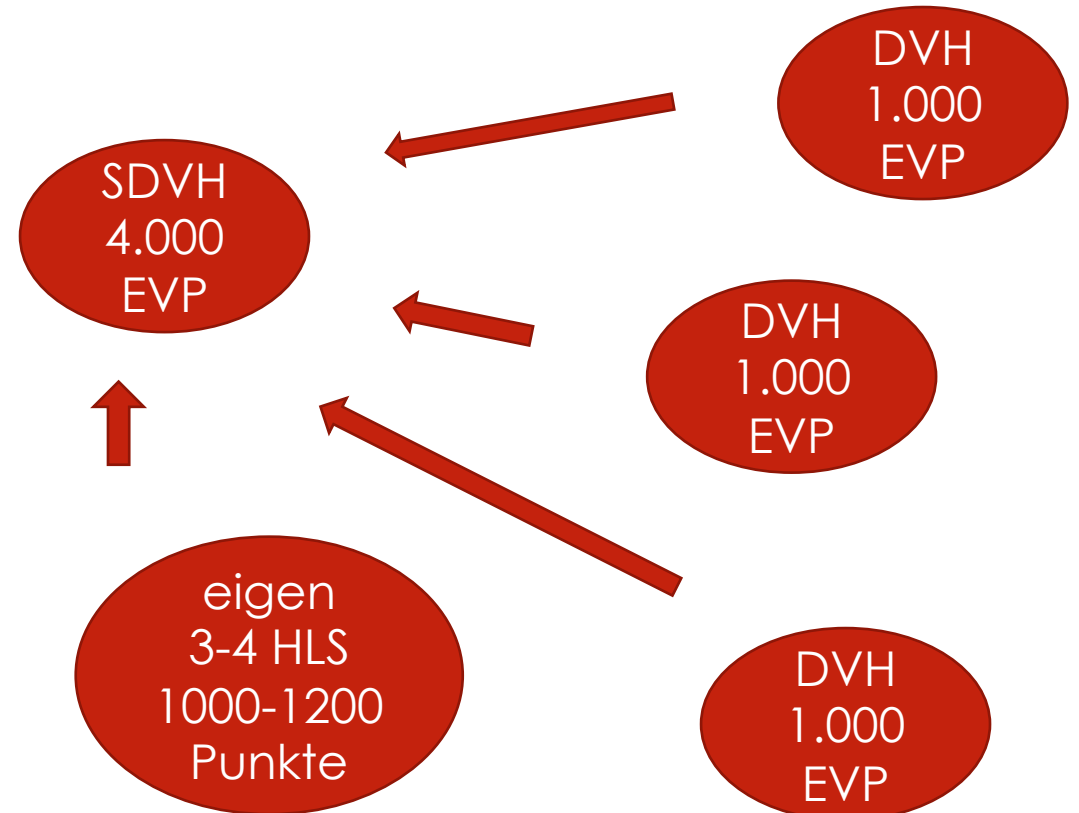 DVH
1.000
EVP
SDVH
4.000
EVP
DVH
1.000
EVP
eigen
3-4 HLS
1000-1200
Punkte
DVH
1.000
EVP